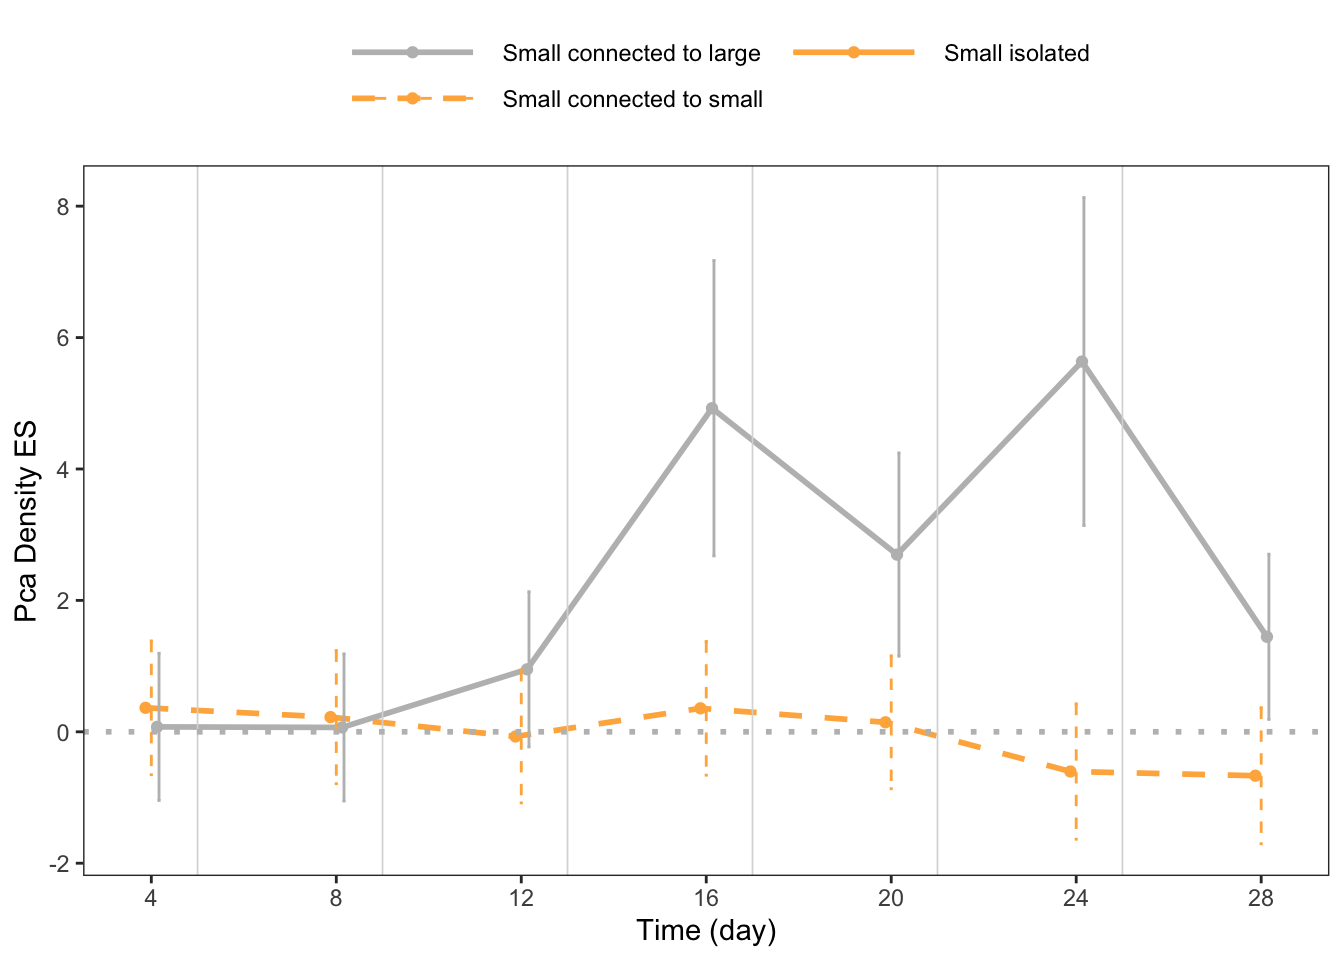 Small connected to large Small isolated
Small connected to small
8
6
4
2
0
-2
Pca Density ES
4 8 12 16 20 24 28
Time (day)